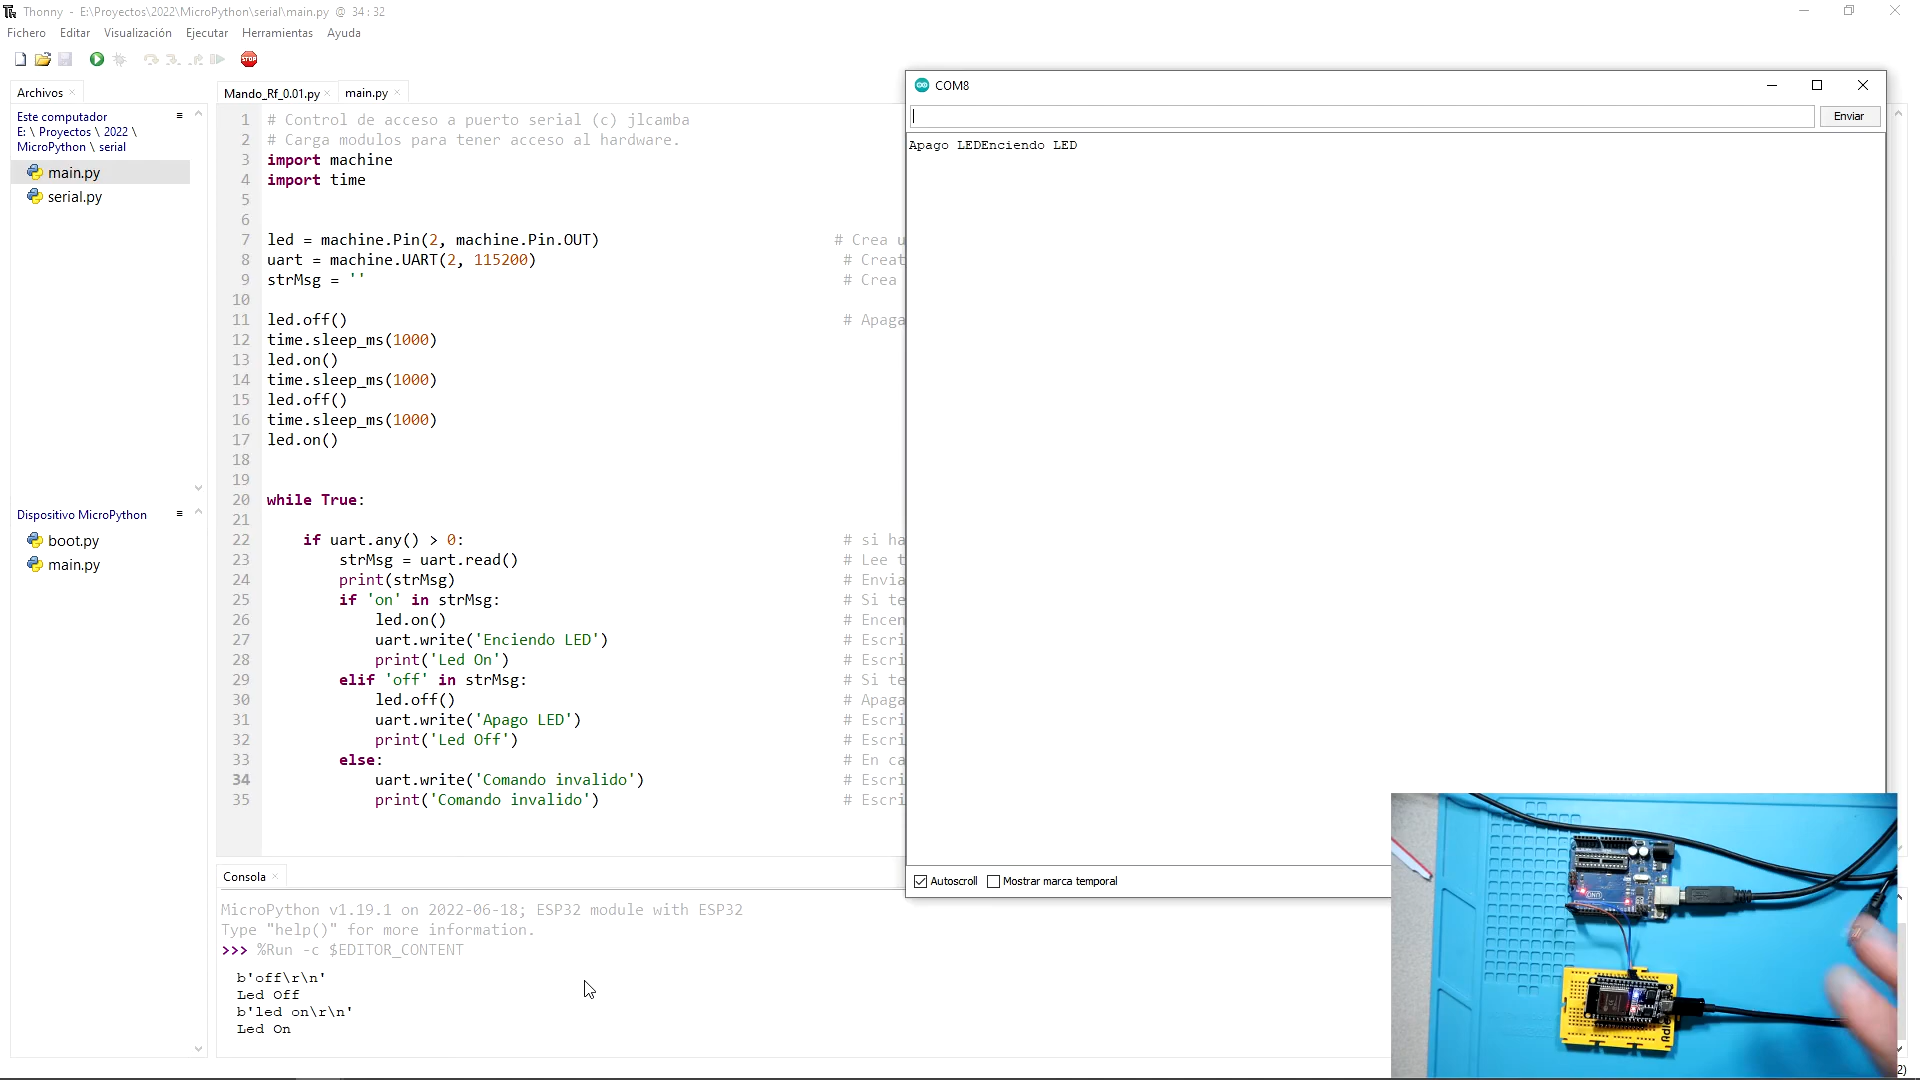 Thonny - E:\Proyectos\2022\MicroPython\serial\main.py @ 34 : 32
Fichero Editar Visualización Ejecutar Herramientas Ayuda
STOP
Archivos
Este computador
E: \ Proyectos \ 2022 \
MicroPython \ serial
main.py
serial.py
Dispositivo MicroPython
boot.py
main.py
Mando_Rf_0.01.py main.py
1 # Control de acceso a puerto serial (c) jlcamba
2 # Carga modulos para tener acceso al hardware.
3 import machine
4 import time
5
6
7 led = machine.Pin(2, machine.Pin.OUT) # Crea u
8 uart = machine.UART(2, 115200) # Creat
9 strMsg = '' # Crea
10
11 led.off() # Apaga
12 time.sleep_ms(1000)
13 led.on()
14 time.sleep_ms(1000)
15 led.off()
16 time.sleep_ms(1000)
17 led.on()
18
19
20 while True:
21
22 if uart.any() > 0: # si ha
23 strMsg = uart.read() # Lee t
24 print(strMsg) # Envia
25 if 'on' in strMsg: # Si te
26 led.on() # Encen
27 uart.write('Enciendo LED') # Escri
28 print('Led On') # Escri
29 elif 'off' in strMsg: # Si te
30 led.off() # Apaga
31 uart.write('Apago LED') # Escri
32 print('Led Off') # Escri
33 else: # En ca
34 uart.write('Comando invalido') # Escri
35 print('Comando invalido') # Escri
Consola
MicroPython v1.19.1 on 2022-06-18; ESP32 module with ESP32
Type "help()" for more information.
>>> %Run -c $EDITOR_CONTENT
b'off\r\n'
Led Off
b'led on\r\n'
Led On
COM8
Enviar
Apago LEDEnciendo LED
Autoscroll Mostrar marca temporal
UNO
2)